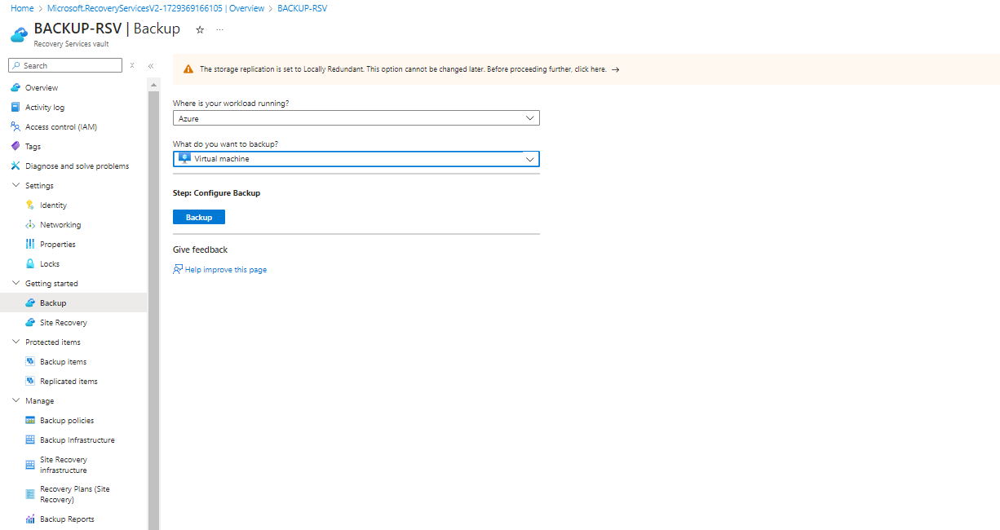 Home > Microsoft.RecoveryServicesV2-1729369166105 | Overview > BACKUP-RSV
BACKUP-RSV | Backup
Recovery Services vault
Search
Overview
Activity log
Access control (IAM)
Tags
Diagnose and solve problems
Settings
Identity
Networking
Properties
Locks
Getting started
Backup
Site Recovery
Protected items
Backup items
Replicated items
Manage
Backup policies
Backup Infrastructure
Site Recovery
infrastructure
Recovery Plans (Site
Recovery)
Backup Reports
The storage replication is set to Locally Redundant. This option cannot be changed later. Before proceeding further, click here. →
Where is your workload running?
Azure
What do you want to backup?
Virtual machine
Step: Configure Backup
Backup
Give feedback
Help improve this page